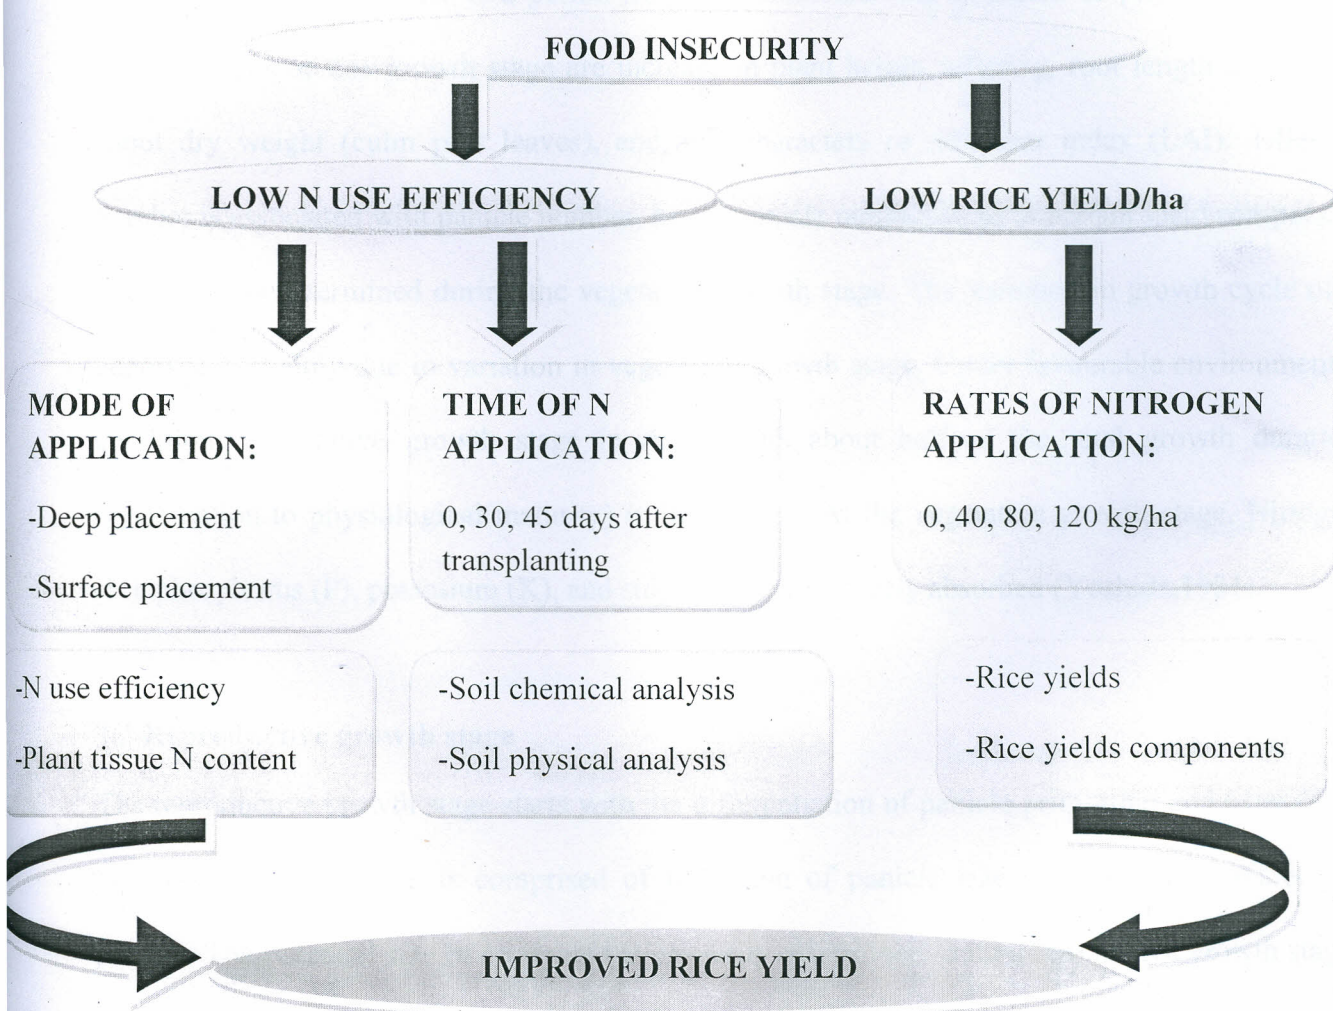 FOOD INSECURITY
LOW N USE EFFICIENCY
LOW RICE YIELD/ha
MODE OF
APPLICATION:
-Deep placement
-Surface placement
TIME OF N
APPLICATION:
0, 30, 45 days after
transplanting
RATES OF NITROGEN
APPLICATION:
0, 40, 80, 120 kg/ha
-N use efficiency
-Plant tissue N content
-Soil chemical analysis
-Soil physical analysis
-Rice yields
-Rice yields components
IMPROVED RICE YIELD